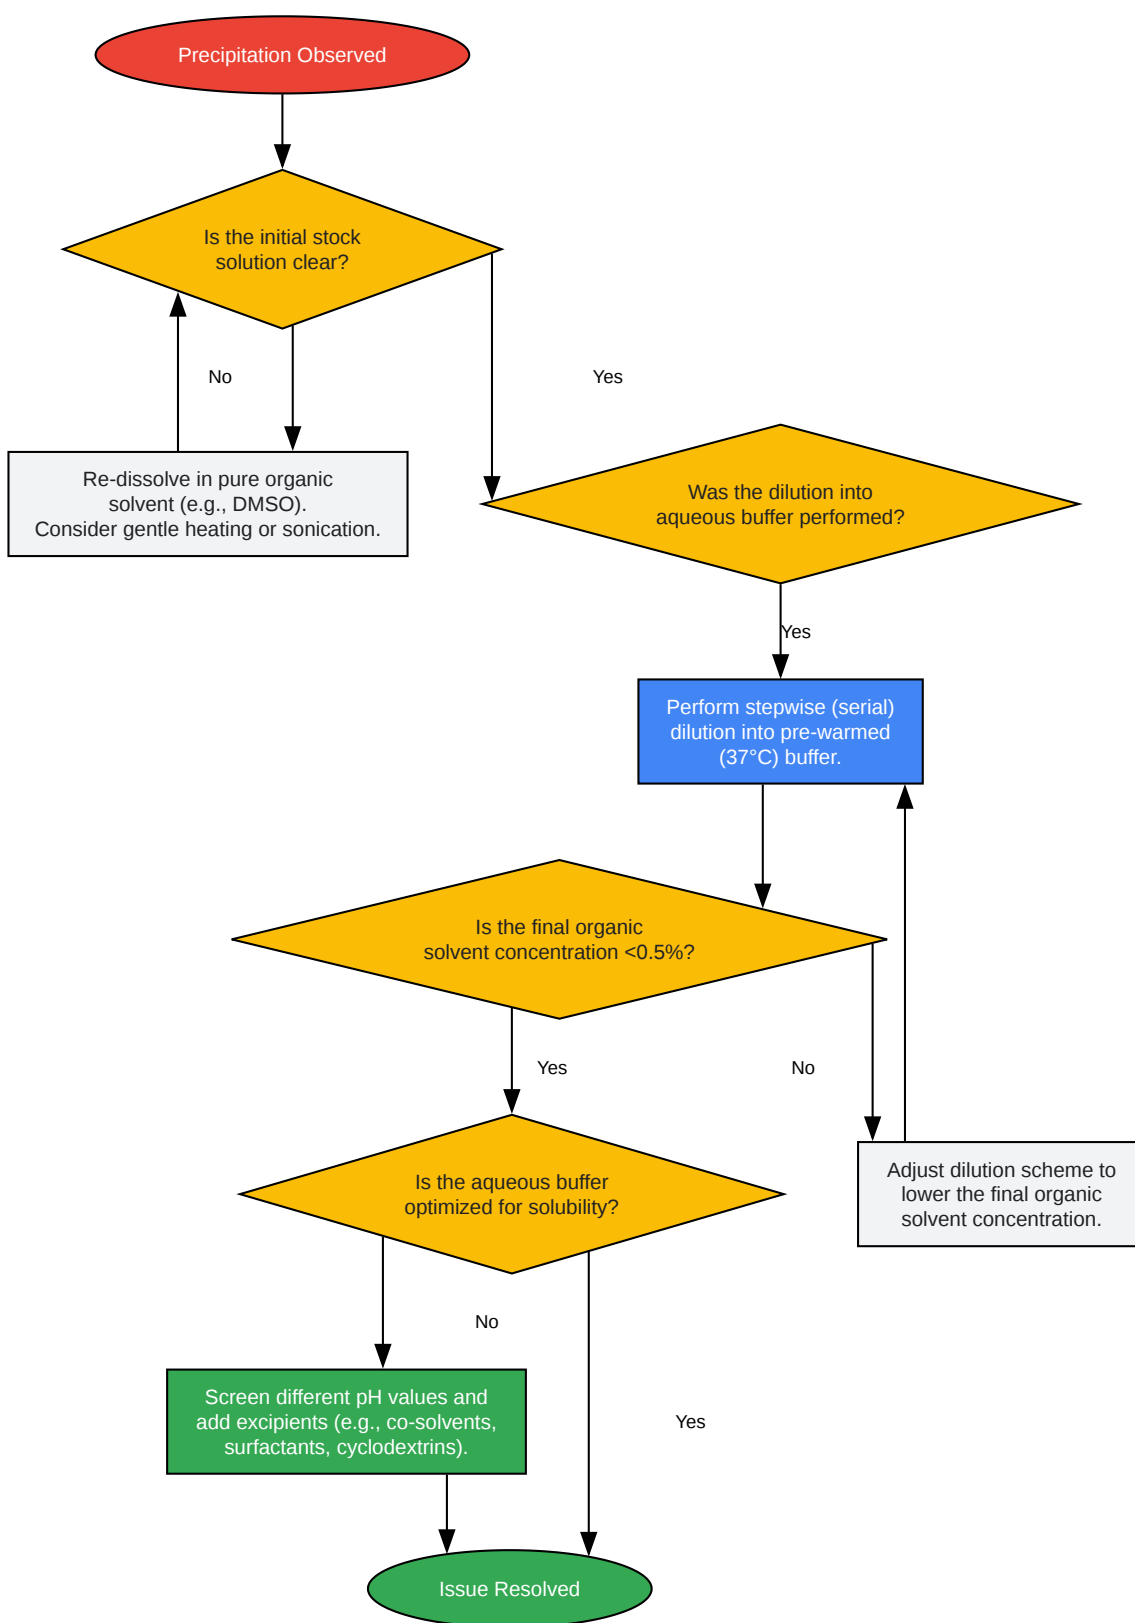 Precipitation Observed
Is the initial stock
solution clear?
No
Yes
Re-dissolve in pure organic
solvent (e.g., DMSO).
Consider gentle heating or sonication.
Was the dilution into
aqueous buffer performed?
Yes
Perform stepwise (serial)
dilution into pre-warmed
(37°C) buffer.
Is the final organic
solvent concentration <0.5%?
Yes
No
Is the aqueous buffer
optimized for solubility?
Adjust dilution scheme to
lower the final organic
solvent concentration.
No
Screen different pH values and
add excipients (e.g., co-solvents,
surfactants, cyclodextrins).
Yes
Issue Resolved